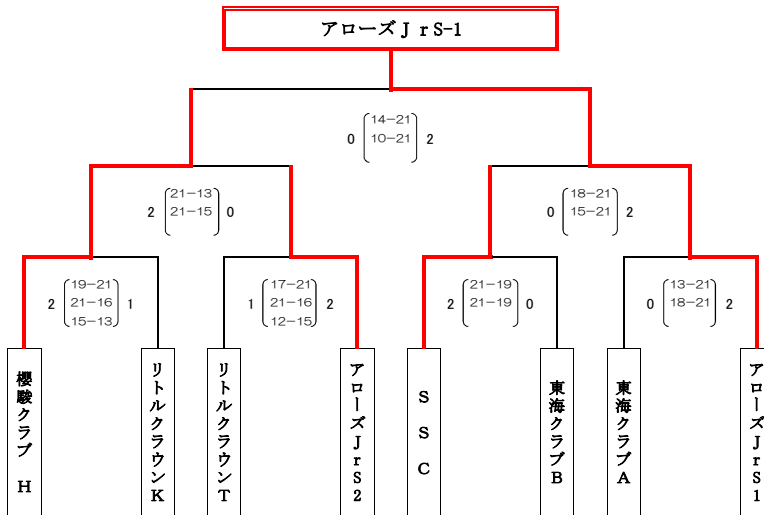 アローズJrS-1
14-21
0 10-21 2
21-13
2 21-15 0
18-21
0 15-21 2
19-21
2 21-16 1
15-13
17-21
1 21-16 2
12-15
21-19
2 21-19 0
13-21
0 18-21 2
櫻駿クラブ H
リトルクラウンK
リトルクラウンT
アローズJrS2
SSC
東海クラブB
東海クラブA
アローズJrS1